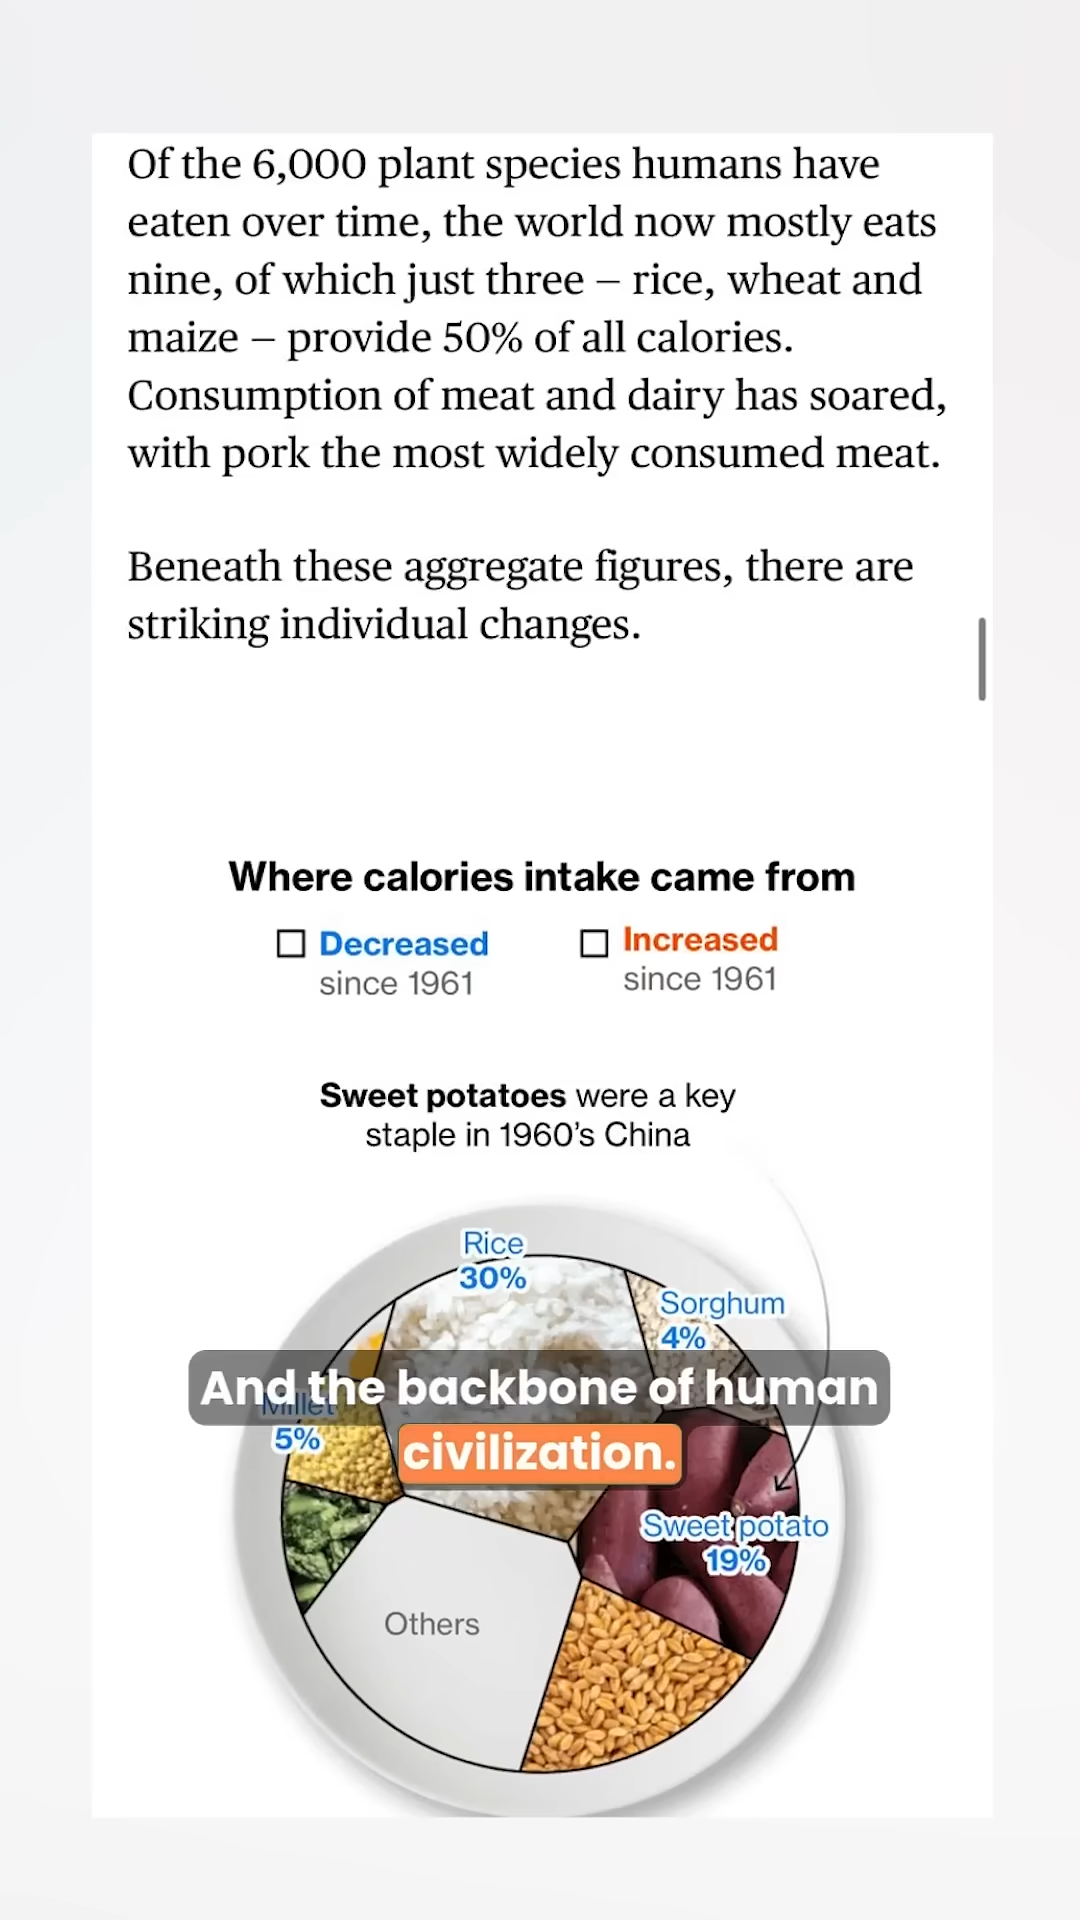 Of the 6,000 plant species humans have
eaten over time, the world now mostly eats
nine, of which just three – rice, wheat and
maize – provide 50% of all calories.
Consumption of meat and dairy has soared,
with pork the most widely consumed meat.
Beneath these aggregate figures, there are
striking individual changes.
Where calories intake came from
Decreased
since 1961
Increased
since 1961
Sweet potatoes were a key
staple in 1960’s China
Rice
30%
Sorghum
4%
And the backbone of human
civilization.
Millet
5%
Sweet potato
19%
Others